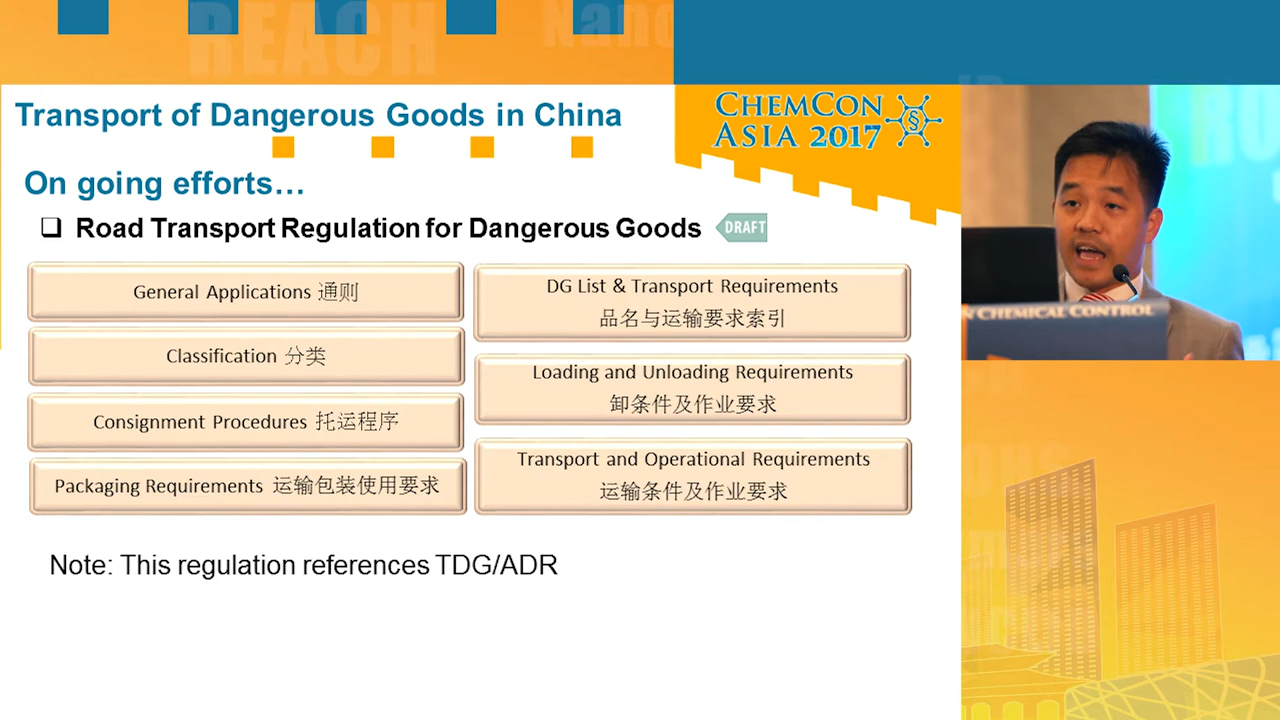 REACH
Nano
Transport of Dangerous Goods in China
CHEMCON
ASIA 2017
§
On going efforts...
❑ Road Transport Regulation for Dangerous Goods
DRAFT
General Applications 通则
Classification 分类
Consignment Procedures 托运程序
Packaging Requirements 运输包装使用要求
DG List & Transport Requirements
品名与运输要求索引
Loading and Unloading Requirements
卸条件及作业要求
Transport and Operational Requirements
运输条件及作业要求
Note: This regulation references TDG/ADR
N CHEMICAL CONTROL